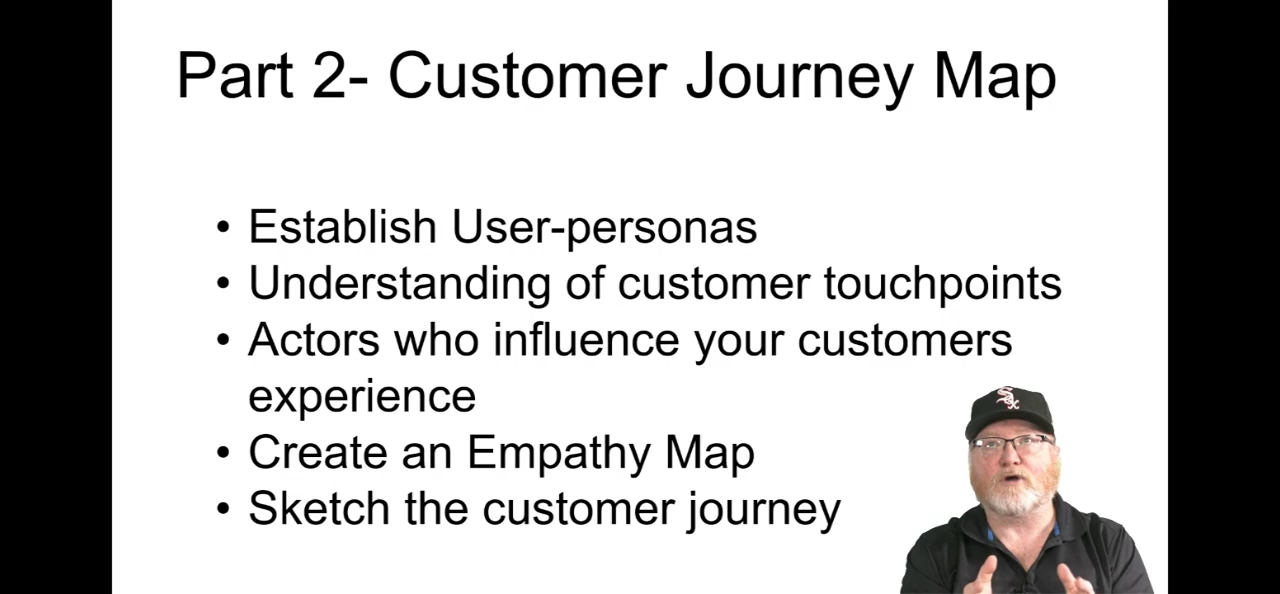 Part 2- Customer Journey Map
• Establish User-personas
• Understanding of customer touchpoints
• Actors who influence your customers
experience
• Create an Empathy Map
• Sketch the customer journey
Sox